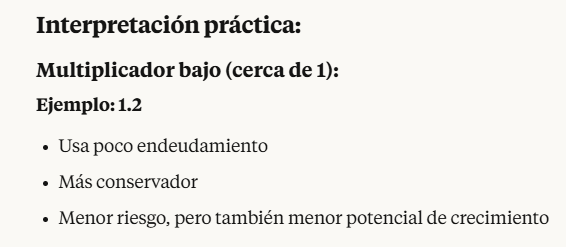 Interpretación práctica:
Multiplicador bajo (cerca de 1):
Ejemplo: 1.2
• Usa poco endeudamiento
• Más conservador
• Menor riesgo, pero también menor potencial de crecimiento